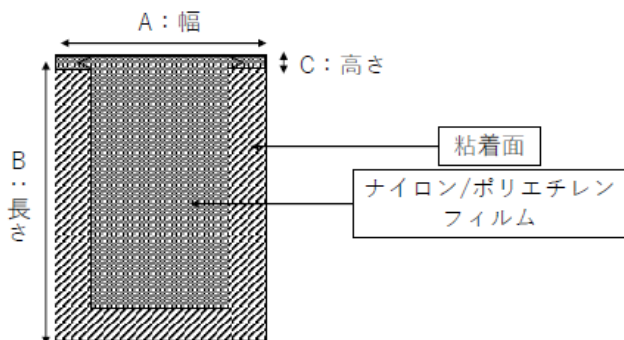 A：幅
C：高さ
B：長さ
粘着面
ナイロン/ポリエチレン
フィルム